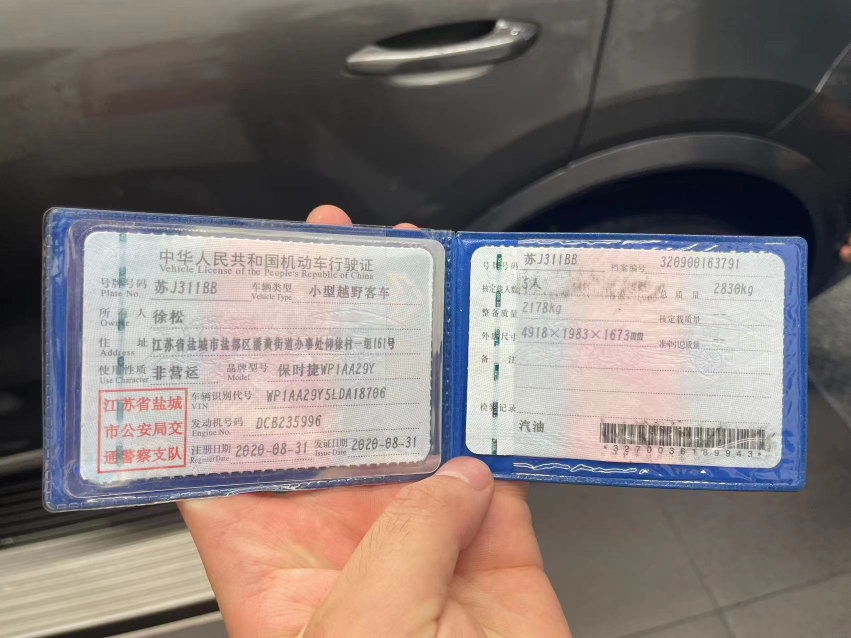 中华人民共和国机动车行驶证
Vehicle License of the People's Republic of China
号牌号码 Plate No. 苏J311BB 车辆类型 Vehicle Type 小型越野客车
所有人 Owner 徐松
住址 Address 江苏省盐城市盐都区潘黄街道办事处仰徐村一组161号
使用性质 Use Character 非营运 品牌型号 Model 保时捷WP1AA29Y
江苏省盐城
市公安局交
通警察支队
车辆识别代号 VIN WP1AA29Y5LDA18706
发动机号码 Engine No. DCB235996
注册日期 Register Date 2020-08-31 发证日期 Issue Date 2020-08-31
号牌号码 苏J311BB 档案编号 320900163791
核定载人数 5人 总质量 2830kg
整备质量 2178kg 核定载质量 --
外廓尺寸 4918×1983×1673mm 准牵引总质量 --
备注
检验记录
汽油
*3370036189943*